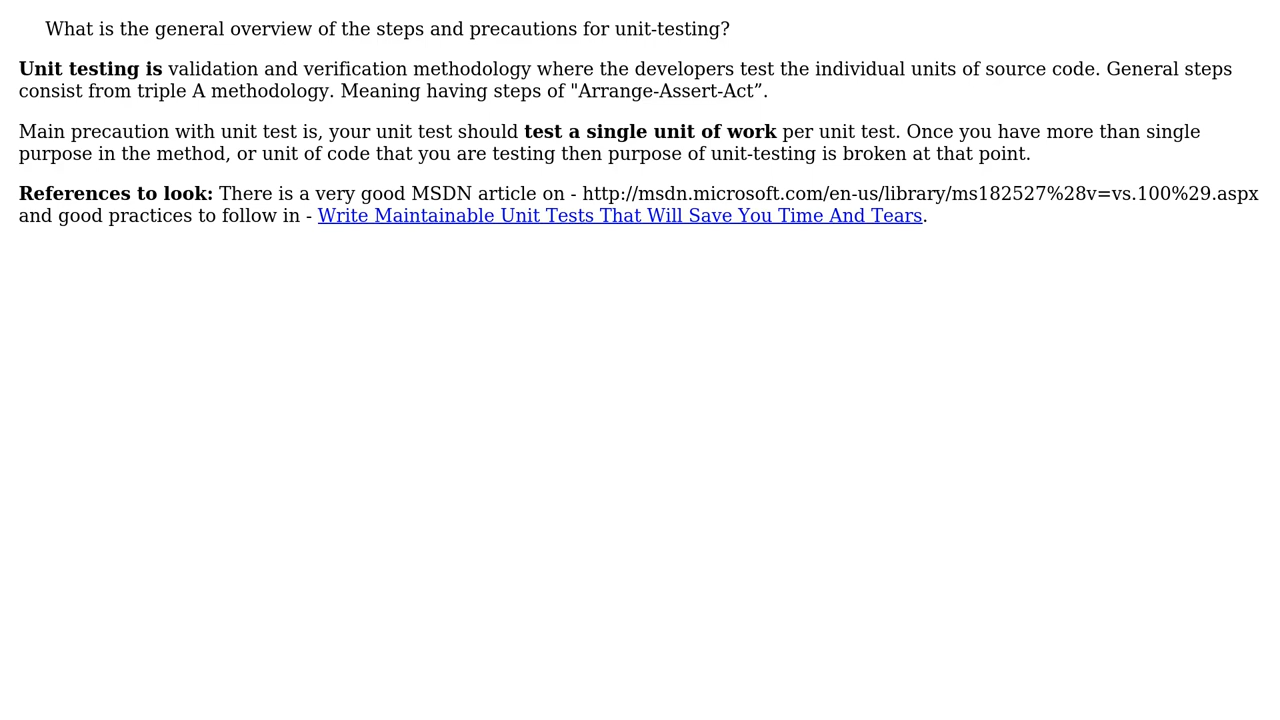 What is the general overview of the steps and precautions for unit-testing?
Unit testing is validation and verification methodology where the developers test the individual units of source code. General steps
consist from triple A methodology. Meaning having steps of "Arrange-Assert-Act”.
Main precaution with unit test is, your unit test should test a single unit of work per unit test. Once you have more than single
purpose in the method, or unit of code that you are testing then purpose of unit-testing is broken at that point.
References to look: There is a very good MSDN article on - http://msdn.microsoft.com/en-us/library/ms182527%28v=vs.100%29.aspx
and good practices to follow in - Write Maintainable Unit Tests That Will Save You Time And Tears.